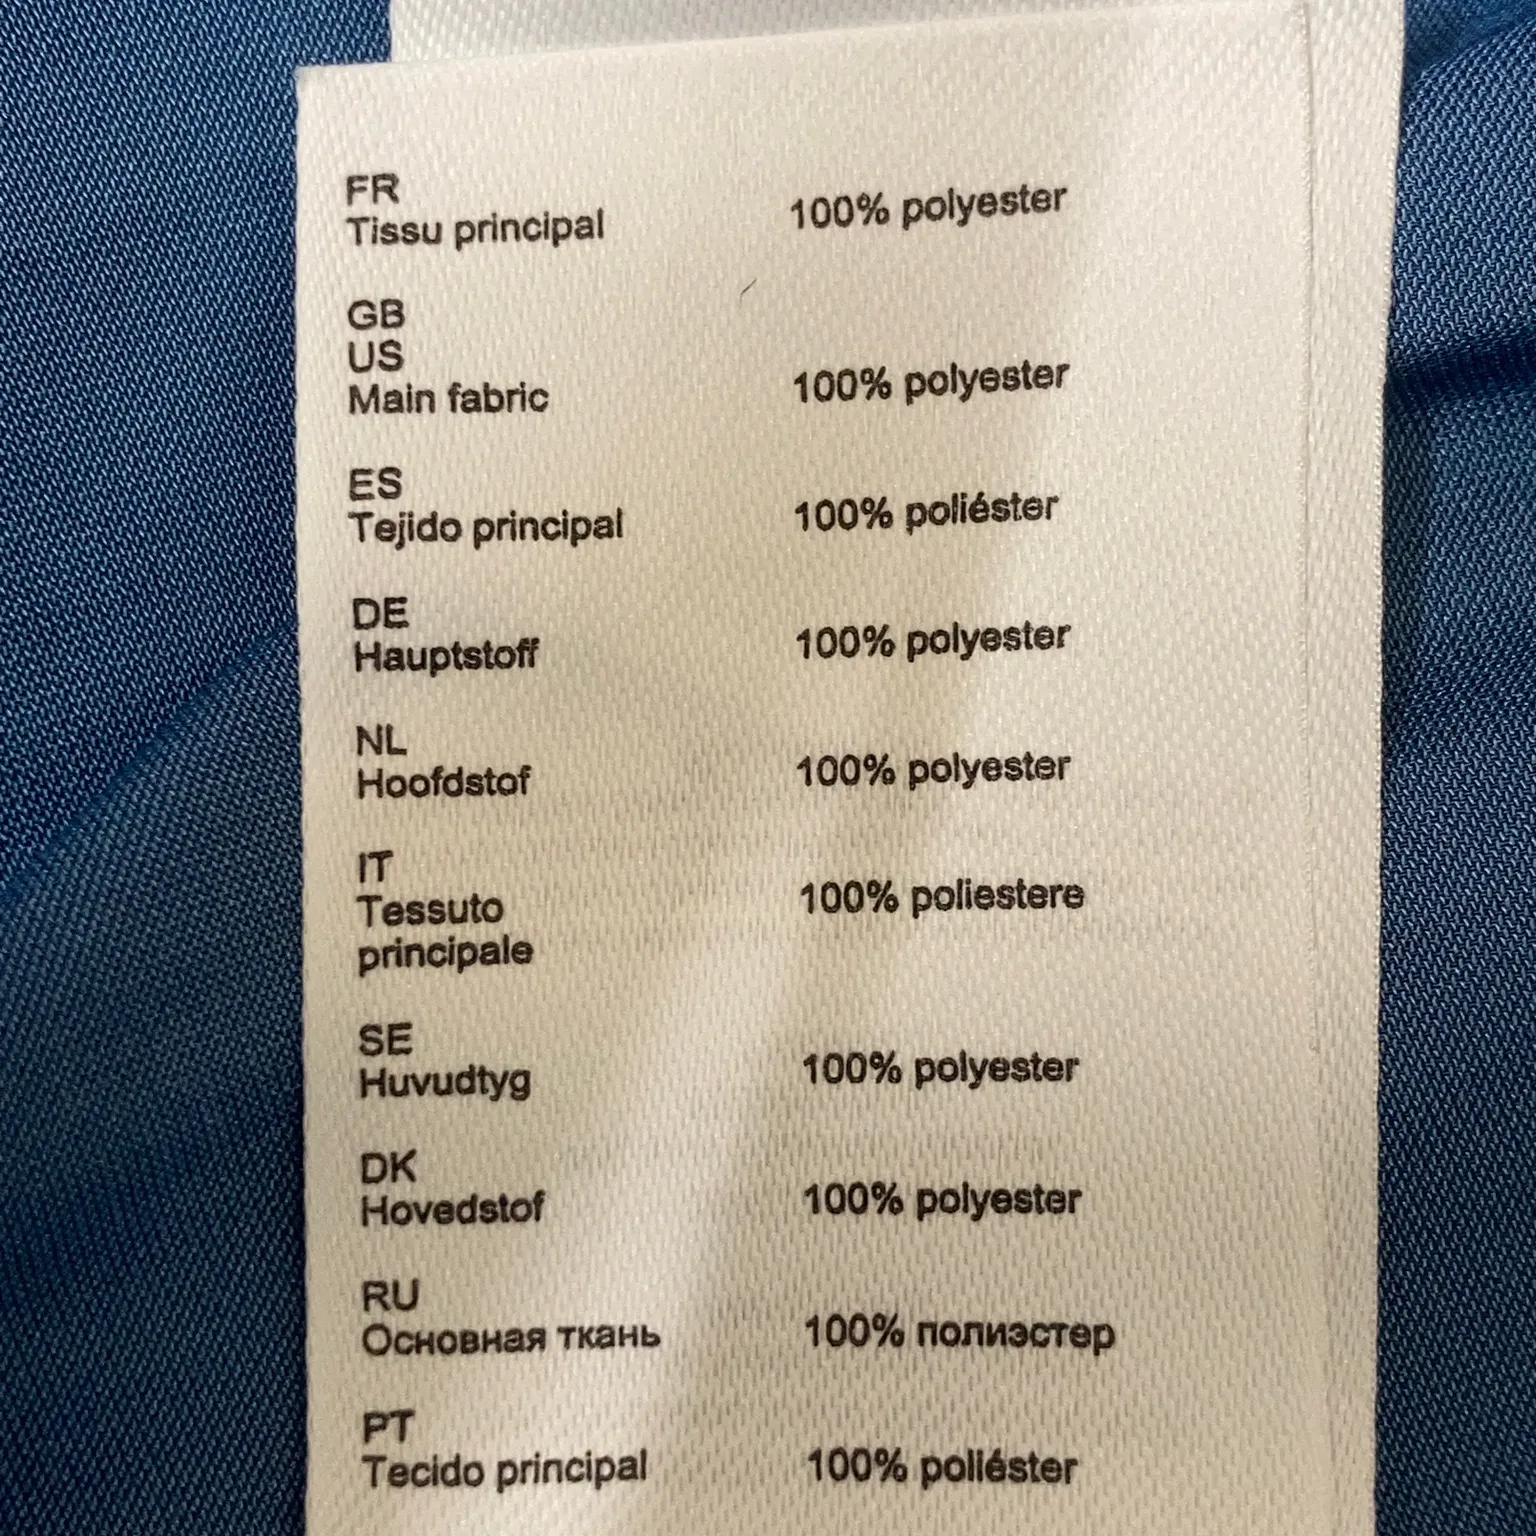 FR
Tissu principal 100% polyester
GB
US
Main fabric 100% polyester
ES
Tejido principal 100% poliéster
DE
Hauptstoff 100% polyester
NL
Hoofdstof 100% polyester
IT
Tessuto 100% poliestere
principale
SE
Huvudtyg 100% polyester
DK
Hovedstof 100% polyester
RU
Основная ткань 100% полиэстер
PT
Tecido principal 100% poliéster